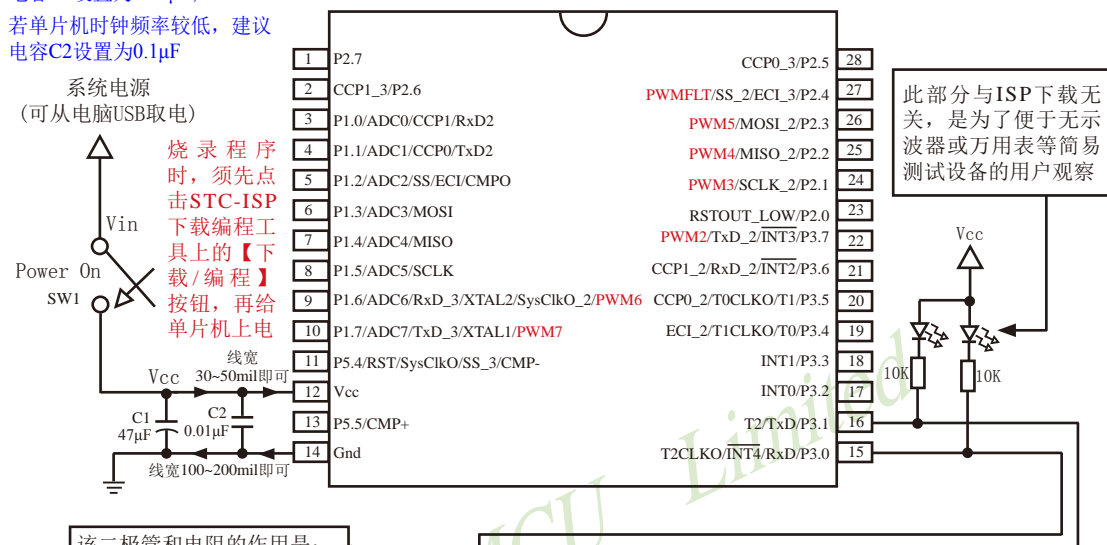 若单片机时钟频率较低，建议
电容C2设置为0.1μF
系统电源
(可从电脑USB取电)
烧录程序
时，须先点
击STC-ISP
下载编程工
具上的【下
载/编程】
按钮，再给
单片机上电
Vin
Power On
SW1
Vcc
线宽
30~50mil即可
C1
47μF
C2
0.01μF
线宽100~200mil即可
1 P2.7
2 CCP1_3/P2.6
3 P1.0/ADC0/CCP1/RxD2
4 P1.1/ADC1/CCP0/TxD2
5 P1.2/ADC2/SS/ECI/CMPO
6 P1.3/ADC3/MOSI
7 P1.4/ADC4/MISO
8 P1.5/ADC5/SCLK
9 P1.6/ADC6/RxD_3/XTAL2/SysClkO_2/PWM6
10 P1.7/ADC7/TxD_3/XTAL1/PWM7
11 P5.4/RST/SysClkO/SS_3/CMP-
12 Vcc
13 P5.5/CMP+
14 Gnd
CCP0_3/P2.5 28
PWMFLT/SS_2/ECI_3/P2.4 27
PWM5/MOSI_2/P2.3 26
PWM4/MISO_2/P2.2 25
PWM3/SCLK_2/P2.1 24
RSTOUT_LOW/P2.0 23
PWM2/TxD_2/INT3/P3.7 22
CCP1_2/RxD_2/INT2/P3.6 21
CCP0_2/T0CLKO/T1/P3.5 20
ECI_2/T1CLKO/T0/P3.4 19
INT1/P3.3 18
INT0/P3.2 17
T2/TxD/P3.1 16
T2CLKO/INT4/RxD/P3.0 15
此部分与ISP下载无
关，是为了便于无示
波器或万用表等简易
测试设备的用户观察
Vcc
10K
10K
MCU Limited
该二极管和电阻的作用是: